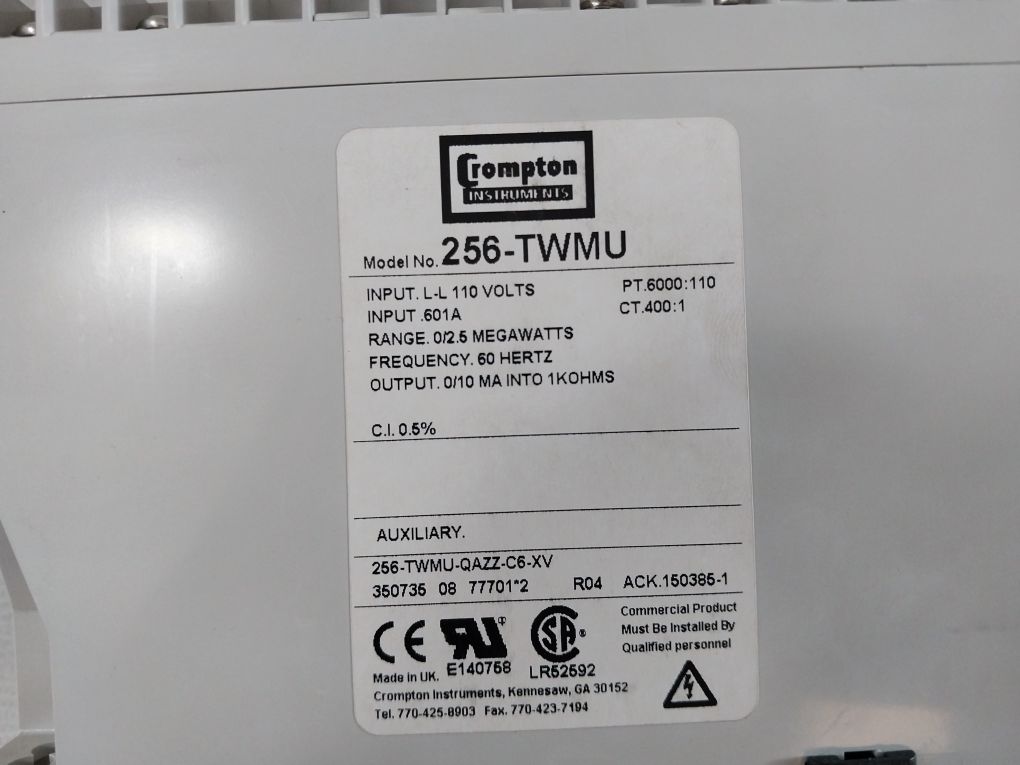 Crompton
INSTRUMENTS
Model No. 256-TWMU
INPUT. L-L 110 VOLTS PT.6000:110
INPUT .601A CT.400:1
RANGE. 0/2.5 MEGAWATTS
FREQUENCY. 60 HERTZ
OUTPUT. 0/10 MA INTO 1KOHMS
C.I. 0.5%
AUXILIARY.
256-TWMU-QAZZ-C6-XV
350735 08 77701*2 R04 ACK.150385-1
Commercial Product
Must Be Installed By
Qualified personnel
CE RU SA ®
E140758 LR52592
Made in UK.
Crompton Instruments, Kennesaw, GA 30152
Tel. 770-425-8903 Fax. 770-423-7194